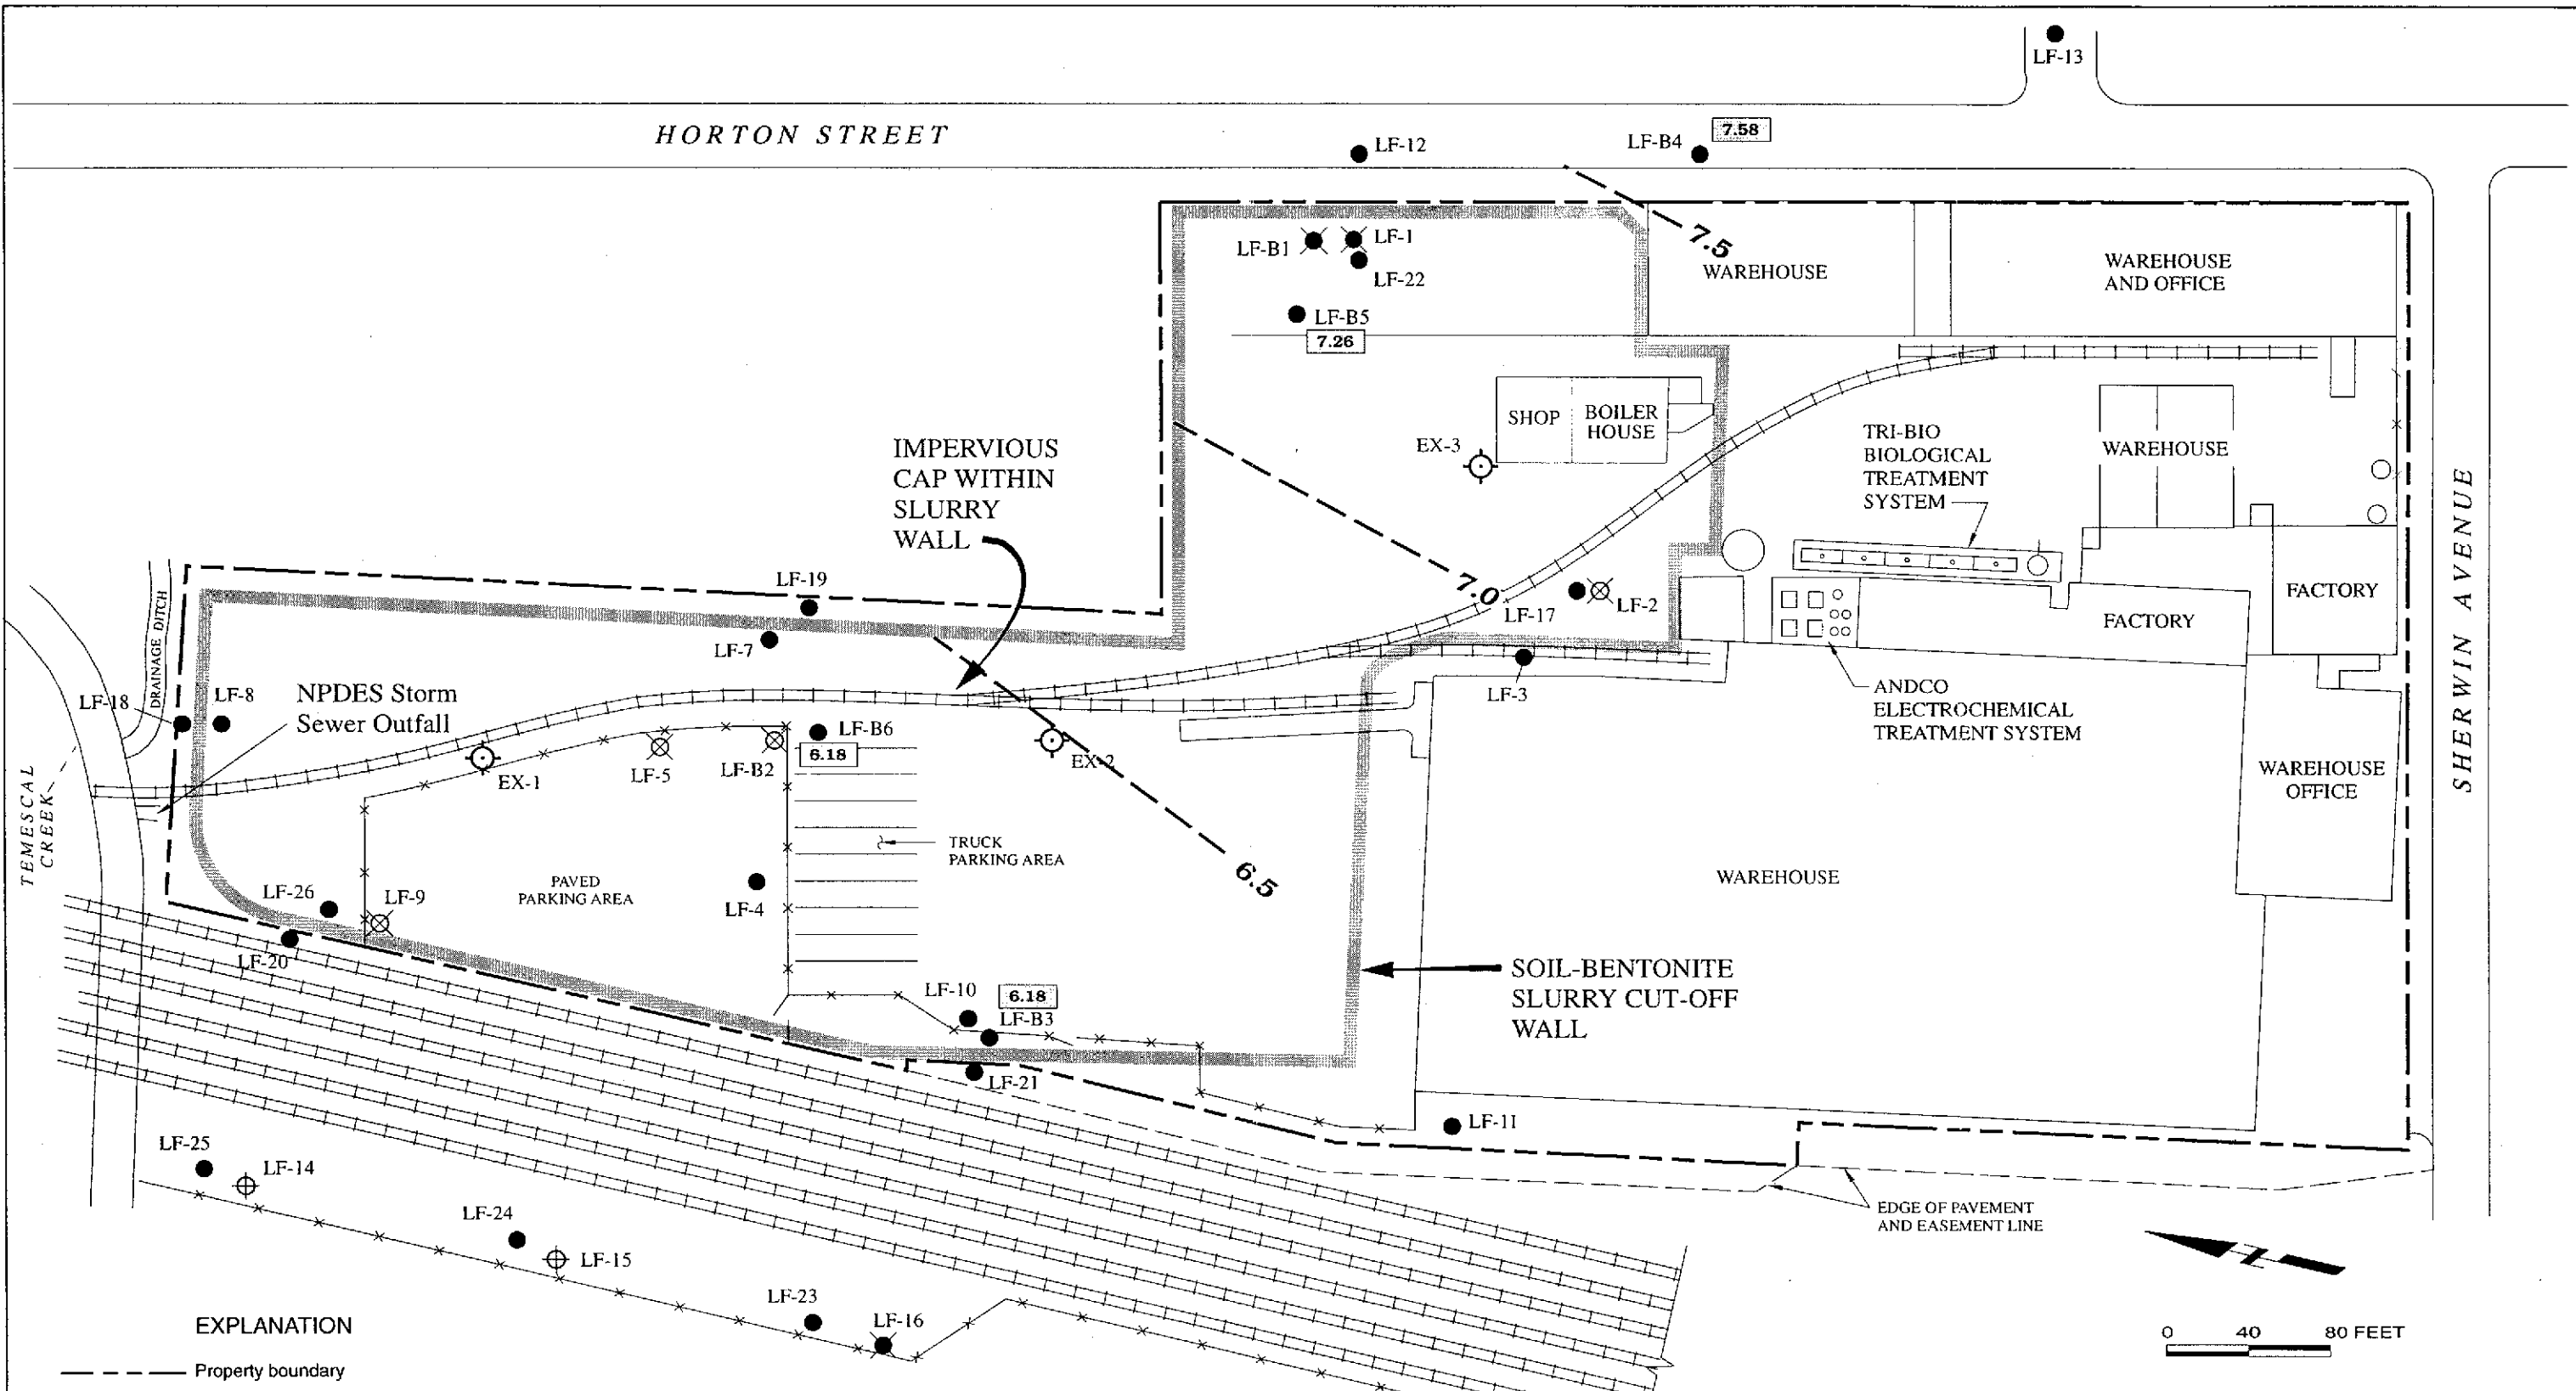 LF-13
HORTON STREET
LF-12
LF-B4
7.58
LF-B1
LF-1
LF-22
7.5
WAREHOUSE
WAREHOUSE
AND OFFICE
LF-B5
7.26
SHOP
BOILER
HOUSE
EX-3
IMPERVIOUS
CAP WITHIN
SLURRY
WALL
TRI-BIO
BIOLOGICAL
TREATMENT
SYSTEM
WAREHOUSE
SHERWIN AVENUE
7.0
LF-17
LF-2
FACTORY
FACTORY
LF-19
LF-7
DRAINAGE DITCH
LF-18
LF-8
NPDES Storm
Sewer Outfall
LF-3
ANDCO
ELECTROCHEMICAL
TREATMENT SYSTEM
TEMESCAL
CREEK
EX-1
LF-5
LF-B2
LF-B6
6.18
EX-2
WAREHOUSE
OFFICE
TRUCK
PARKING AREA
6.5
WAREHOUSE
LF-26
LF-9
PAVED
PARKING AREA
LF-4
LF-20
SOIL-BENTONITE
SLURRY CUT-OFF
WALL
LF-10
6.18
LF-B3
LF-21
LF-11
LF-25
LF-14
LF-24
LF-15
EDGE OF PAVEMENT
AND EASEMENT LINE
LF-23
LF-16
EXPLANATION
Property boundary
0 40 80 FEET